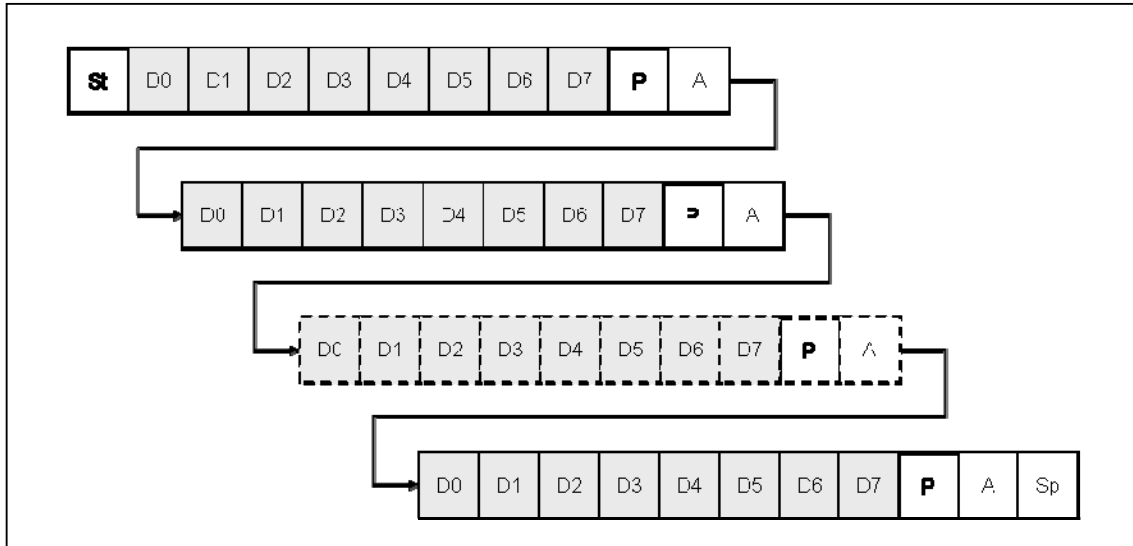 St D0 D1 D2 D3 D4 D5 D6 D7 P A
D0 D1 D2 D3 D4 D5 D6 D7 P A
D0 D1 D2 D3 D4 D5 D6 D7 P A
D0 D1 D2 D3 D4 D5 D6 D7 P A Sp